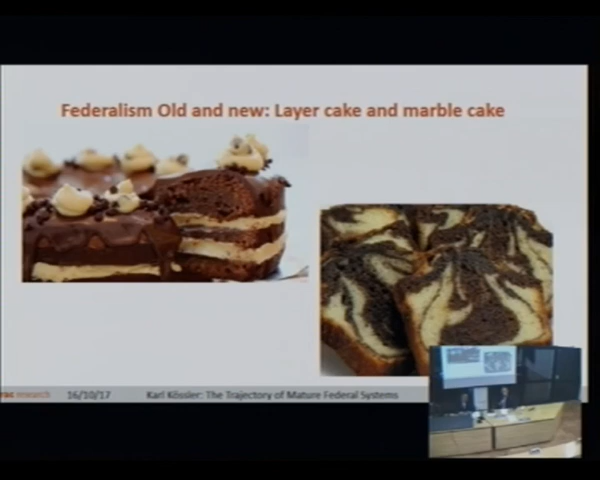 Federalism Old and new: Layer cake and marble cake
research 16/10/17 Karl Kössler: The Trajectory of Mature Federal Systems